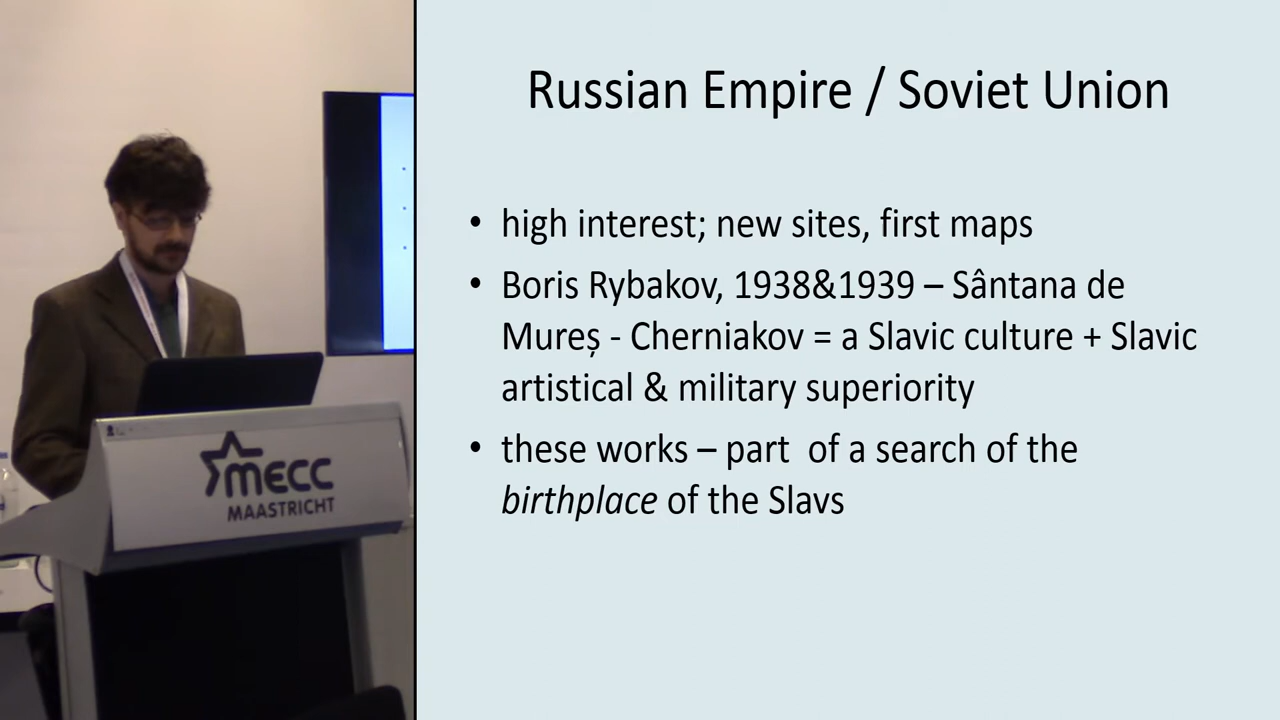 Russian Empire / Soviet Union
• high interest; new sites, first maps
• Boris Rybakov, 1938&1939 – Sântana de
Mureș - Cherniakov = a Slavic culture + Slavic
artistical & military superiority
• these works – part  of a search of the
birthplace of the Slavs
mecc
MAASTRICHT